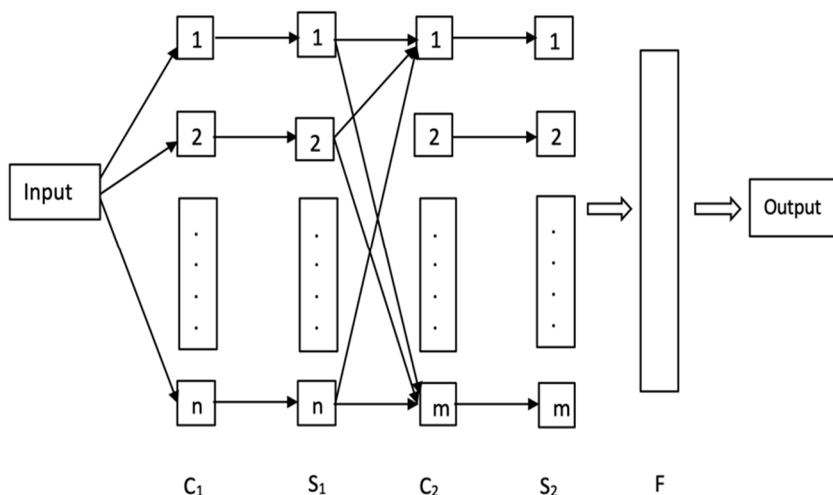 1 1 1 1
2 2 2 2
Input
Output
. . . .
. . . .
. . . .
. . . .
n n m m
C₁ S₁ C₂ S₂ F